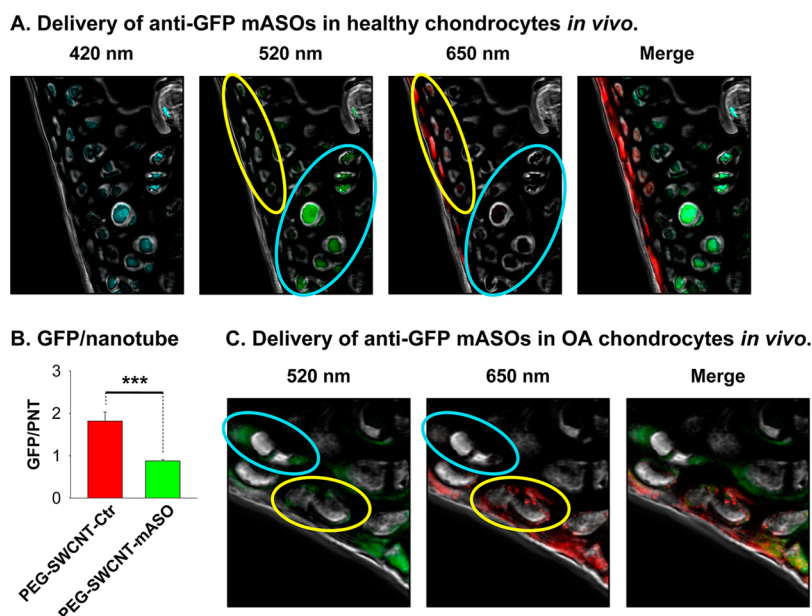 A. Delivery of anti-GFP mASOs in healthy chondrocytes in vivo.
420 nm 520 nm 650 nm Merge
B. GFP/nanotube
3
***
2
GFP/PNT
1
0
PEG-SWCNT-Ctr
PEG-SWCNT-mASO
C. Delivery of anti-GFP mASOs in OA chondrocytes in vivo.
520 nm 650 nm Merge